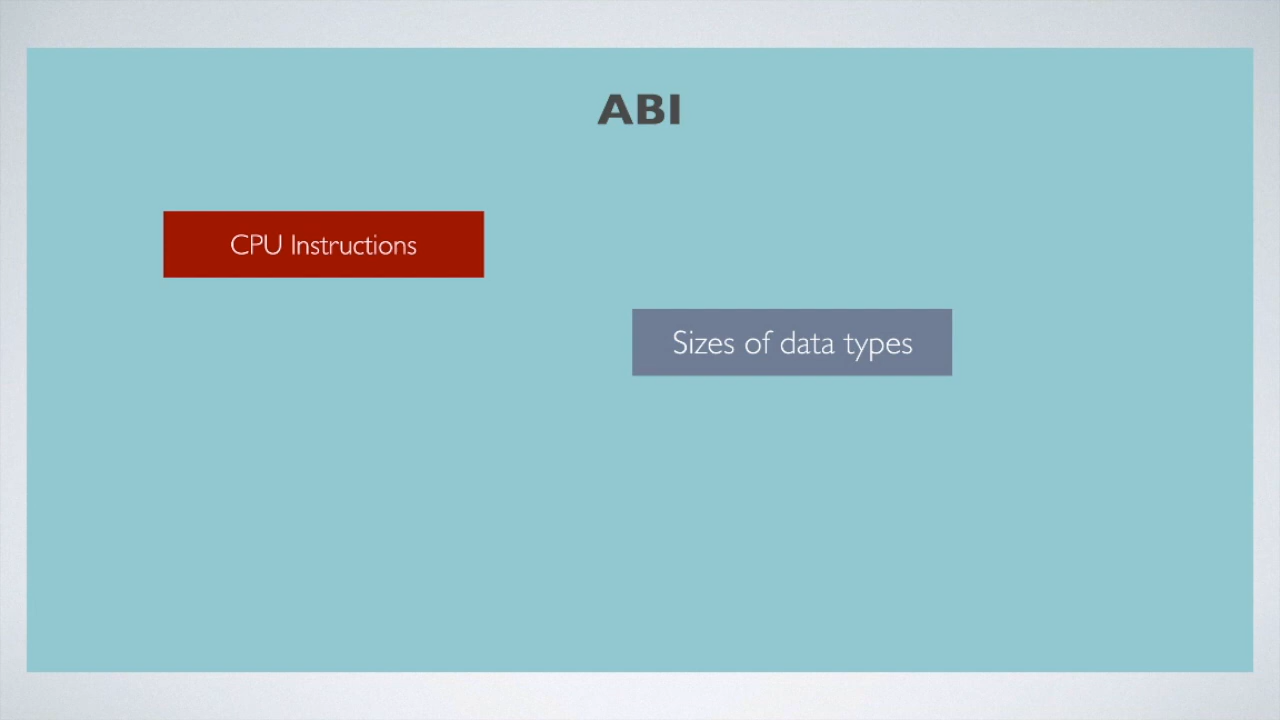 ABI
CPU Instructions
Sizes of data types